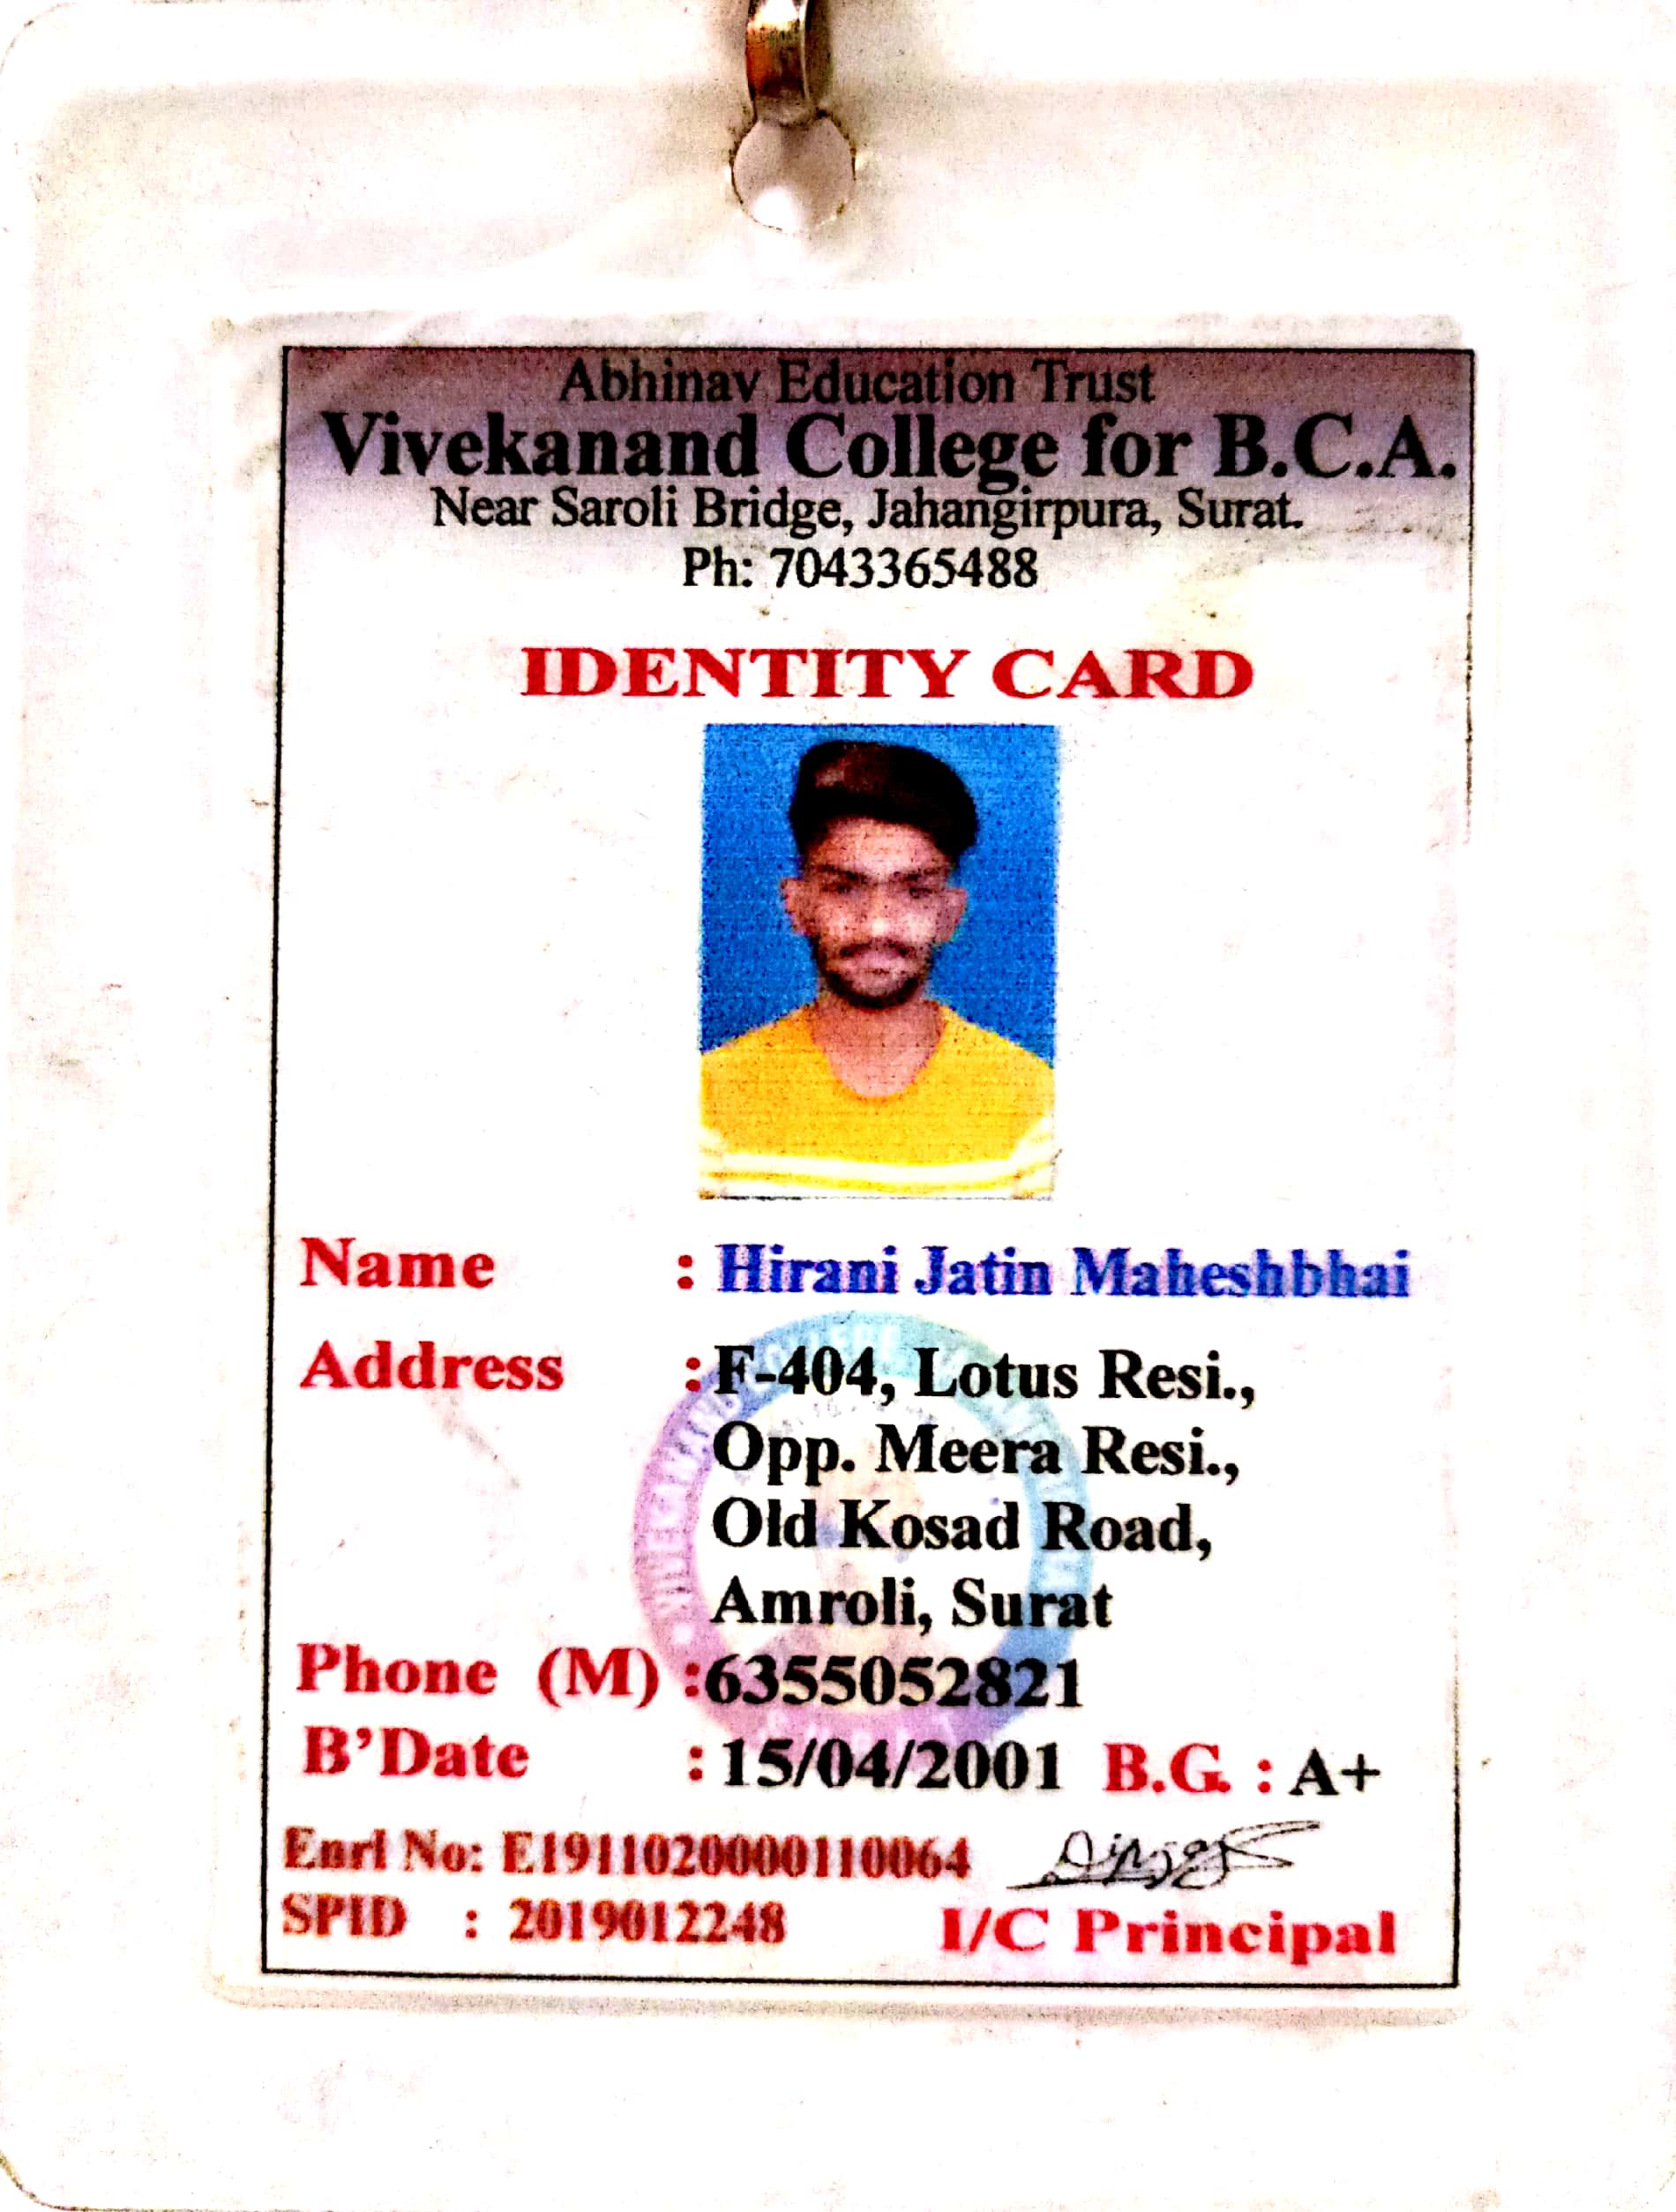 Abhinav Education Trust
Vivekanand College for B.C.A.
Near Saroli Bridge, Jahangirpura, Surat.
Ph: 7043365488
IDENTITY CARD
Name : Hirani Jatin Maheshbhai
Address : F-404, Lotus Resi.,
Opp. Meera Resi.,
Old Kosad Road,
Amroli, Surat
Phone (M) :6355052821
B'Date : 15/04/2001 B.G. : A+
Enrl No: E1911020000110064
SPID : 2019012248
I/C Principal